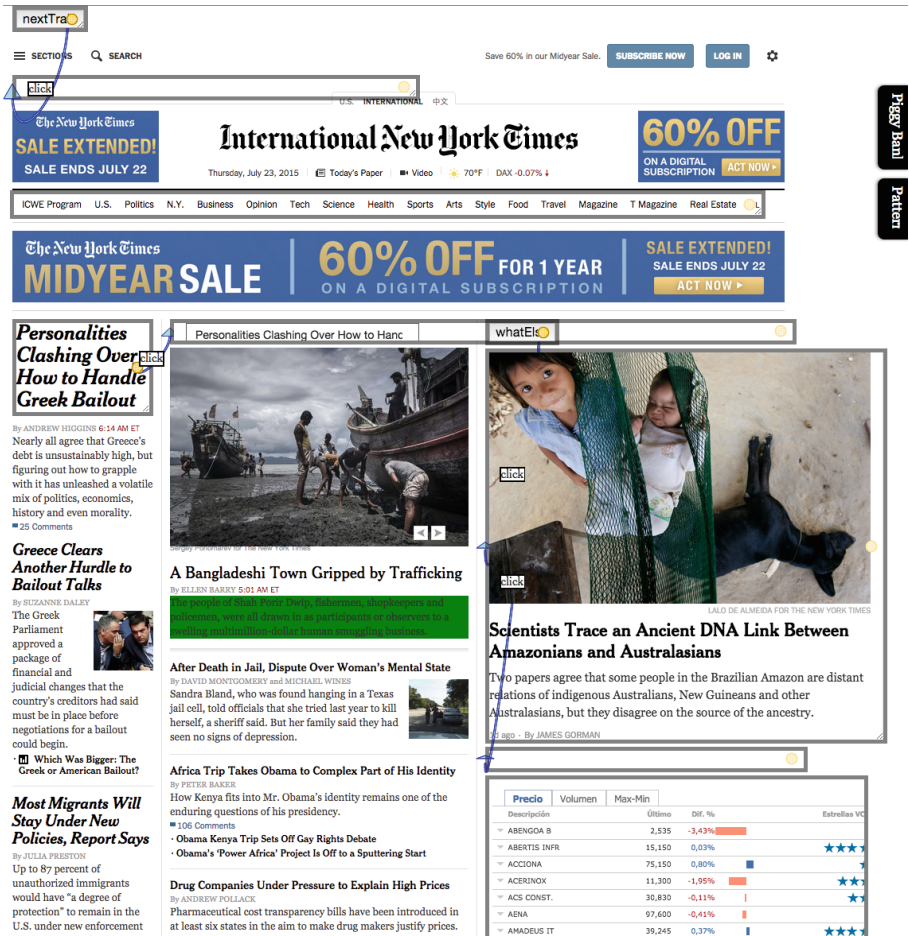 nextTra
SECTIONS
SEARCH
Save 60% in our Midyear Sale.
SUBSCRIBE NOW
LOG IN
click
U.S.
INTERNATIONAL
中文
The New York Times
SALE EXTENDED!
SALE ENDS JULY 22
International New York Times
Thursday, July 23, 2015
Today's Paper
Video
70°F
DAX -0.07%
60% OFF
ON A DIGITAL
SUBSCRIPTION
ACT NOW
Piggy Banl
Pattern
ICWE Program U.S. Politics N.Y. Business Opinion Tech Science Health Sports Arts Style Food Travel Magazine T Magazine Real Estate
The New York Times
MIDYEAR SALE
60% OFF FOR 1 YEAR
ON A DIGITAL SUBSCRIPTION
SALE EXTENDED!
SALE ENDS JULY 22
ACT NOW
Personalities
Clashing Over
How to Handle
Greek Bailout
click
By ANDREW HIGGINS 6:14 AM ET
Nearly all agree that Greece's
debt is unsustainably high, but
figuring out how to grapple
with it has unleashed a volatile
mix of politics, economics,
history and even morality.
25 Comments
Greece Clears
Another Hurdle to
Bailout Talks
By SUZANNE DALEY
The Greek
Parliament
approved a
package of
financial and
judicial changes that the
country's creditors had said
must be in place before
negotiations for a bailout
could begin.
· Which Was Bigger: The
Greek or American Bailout?
Most Migrants Will
Stay Under New
Policies, Report Says
By JULIA PRESTON
Up to 87 percent of
unauthorized immigrants
would have "a degree of
protection" to remain in the
U.S. under new enforcement
Personalities Clashing Over How to Hanc
Sergey Ponomarev for The New York Times
A Bangladeshi Town Gripped by Trafficking
By ELLEN BARRY 5:01 AM ET
The people of Shah Porir Dwip, fishermen, shopkeepers and
policemen, were all drawn in as participants or observers to a
swelling multimillion-dollar human smuggling business.
After Death in Jail, Dispute Over Woman's Mental State
By DAVID MONTGOMERY and MICHAEL WINES
Sandra Bland, who was found hanging in a Texas
jail cell, told officials that she tried last year to kill
herself, a sheriff said. But her family said they had
seen no signs of depression.
Africa Trip Takes Obama to Complex Part of His Identity
By PETER BAKER
How Kenya fits into Mr. Obama's identity remains one of the
enduring questions of his presidency.
106 Comments
· Obama Kenya Trip Sets Off Gay Rights Debate
· Obama's 'Power Africa' Project Is Off to a Sputtering Start
Drug Companies Under Pressure to Explain High Prices
By ANDREW POLLACK
Pharmaceutical cost transparency bills have been introduced in
at least six states in the aim to make drug makers justify prices.
whatEls
click
click
LALO DE ALMEIDA FOR THE NEW YORK TIMES
Scientists Trace an Ancient DNA Link Between
Amazonians and Australasians
Two papers agree that some people in the Brazilian Amazon are distant
relations of indigenous Australians, New Guineans and other
Australasians, but they disagree on the source of the ancestry.
1d ago · By JAMES GORMAN
Precio Volumen Max-Min
Descripción Último Dif. % Estrellas VC
ABENGOA B 2,535 -3,43%
ABERTIS INFR 15,150 0,03%
ACCIONA 75,150 0,80%
ACERINOX 11,300 -1,95%
ACS CONST. 30,830 -0,11%
AENA 97,600 -0,41%
AMADEUS IT 39,245 0,37%